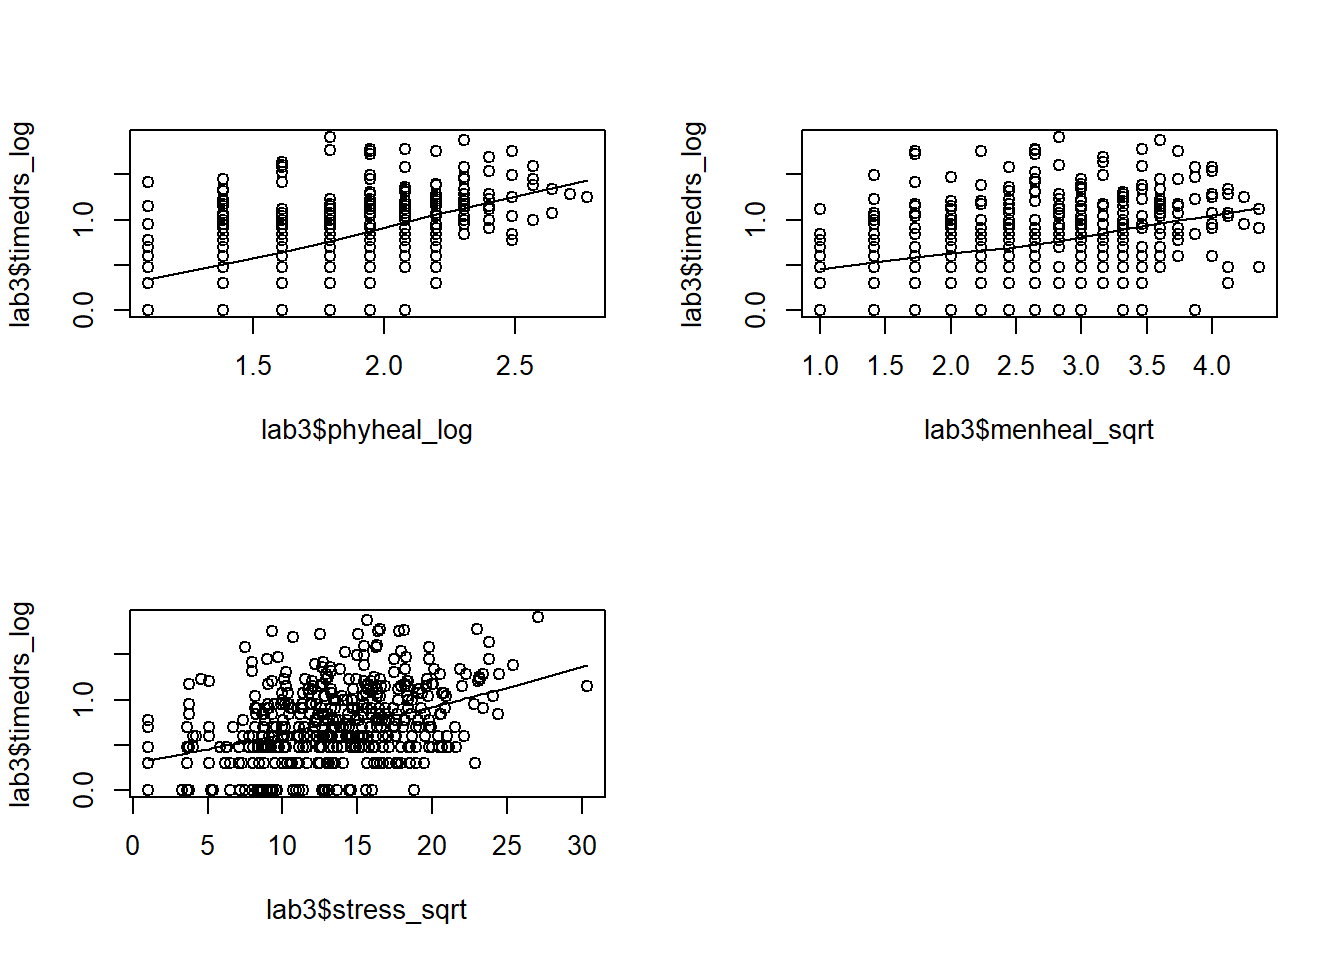 lab3$timedrs_log
0.0 1.0
1.5 2.0 2.5
lab3$phyheal_log
lab3$timedrs_log
0.0 1.0
1.0 1.5 2.0 2.5 3.0 3.5 4.0
lab3$menheal_sqrt
lab3$timedrs_log
0.0 1.0
0 5 10 15 20 25 30
lab3$stress_sqrt